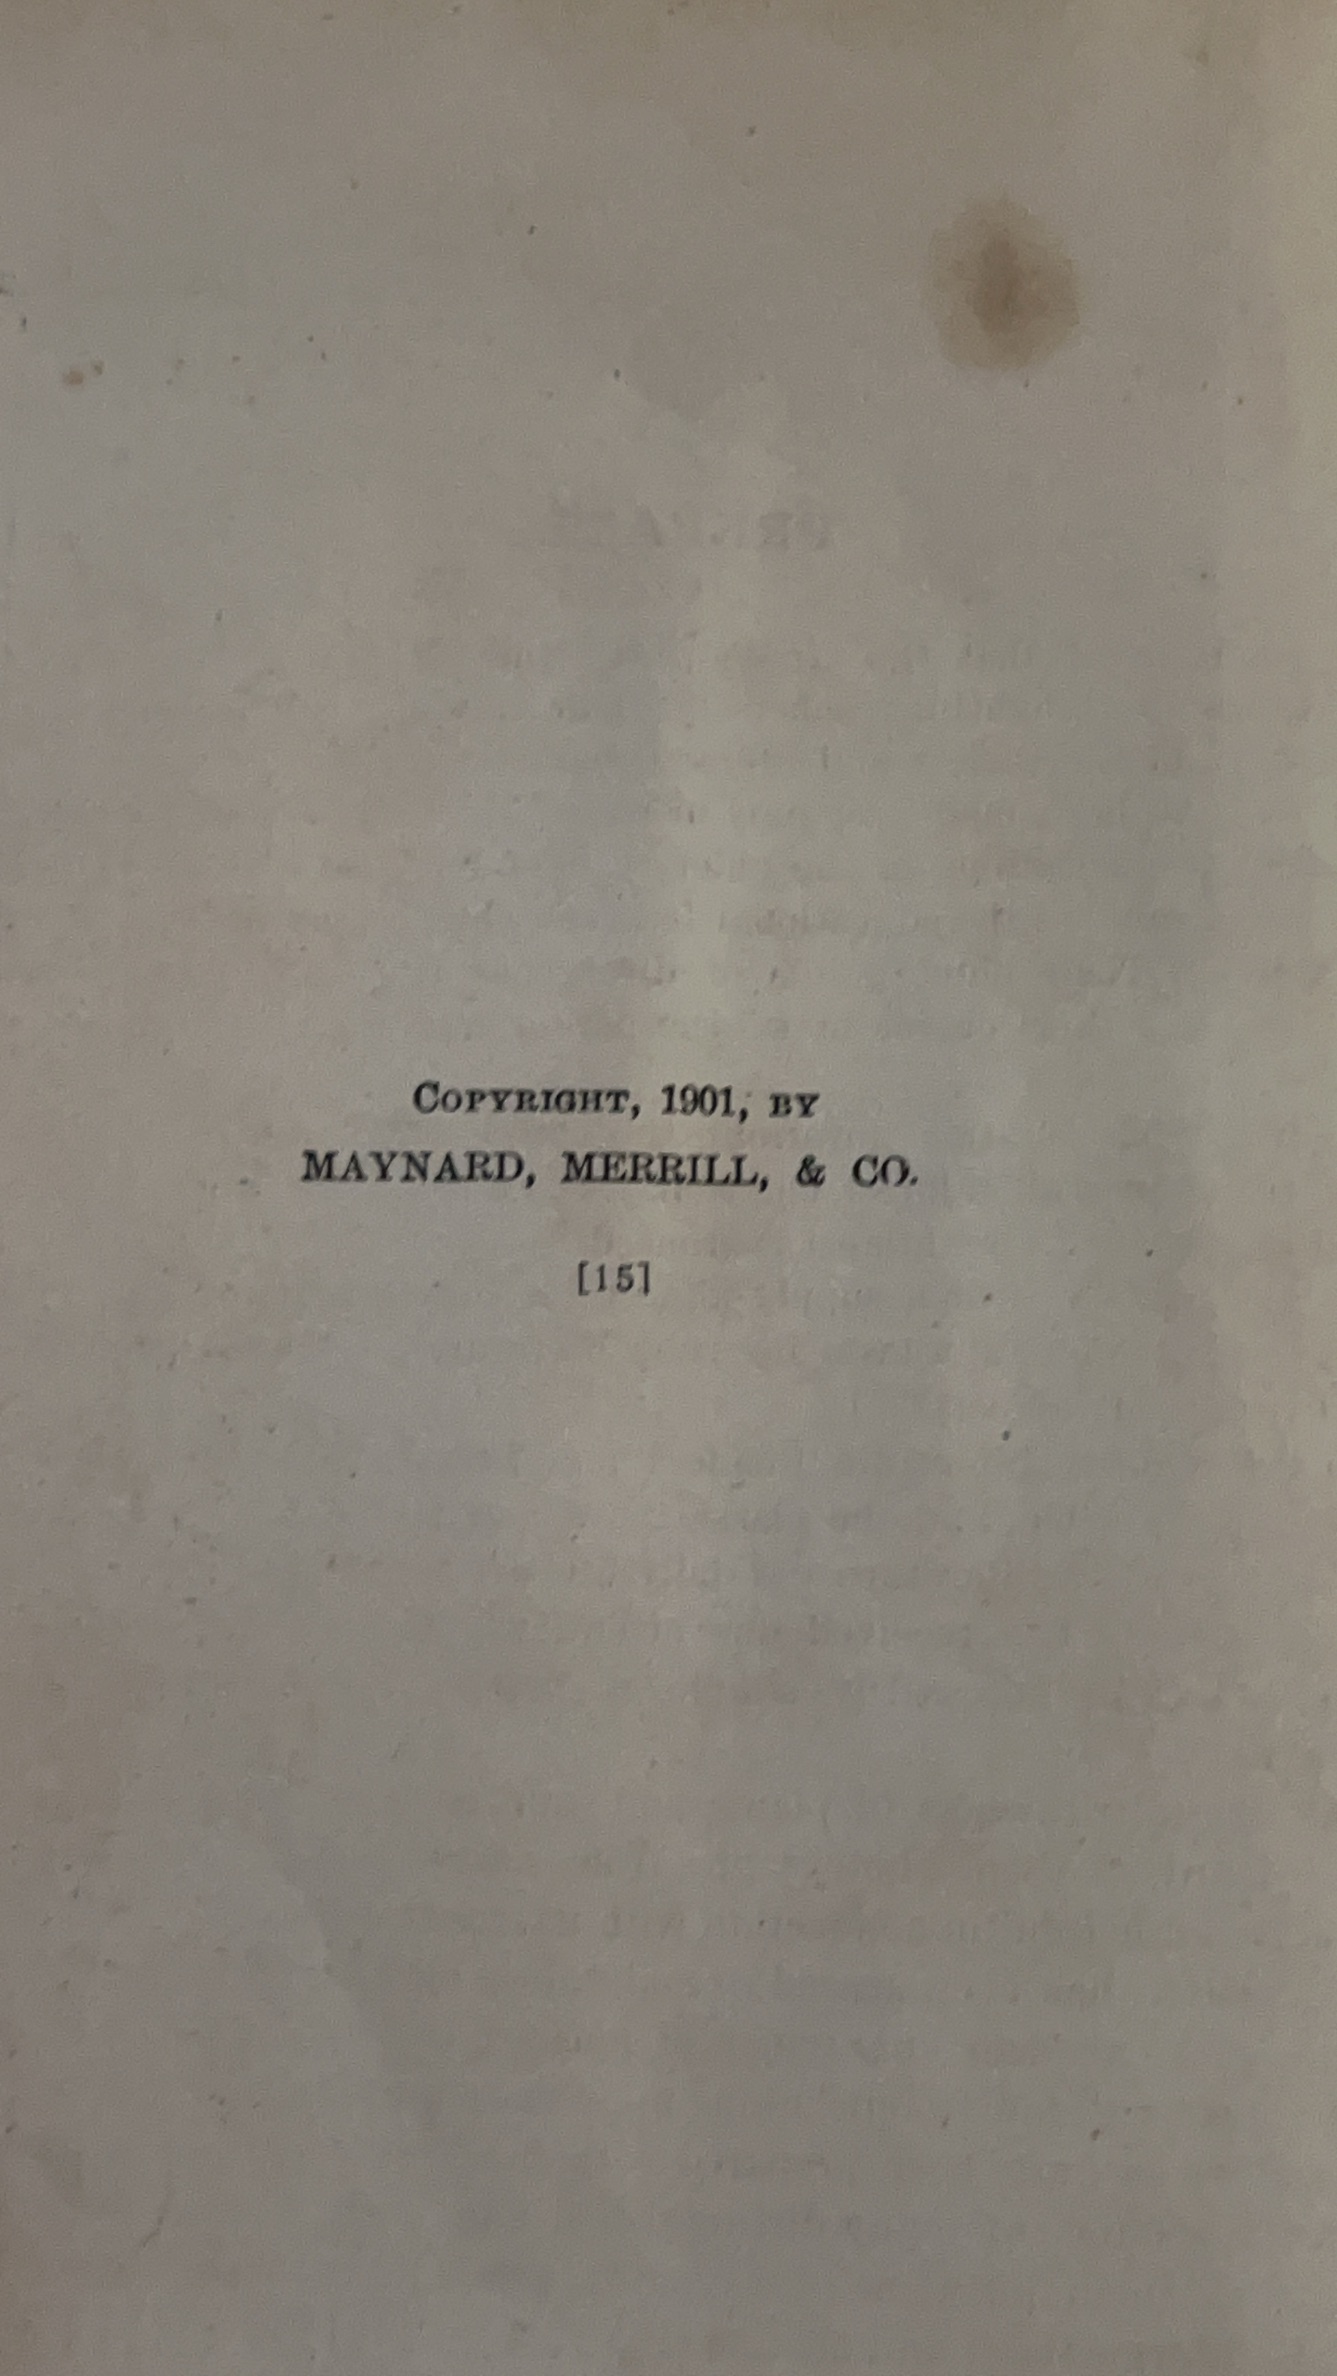 COPYRIGHT, 1901, BY
MAYNARD, MERRILL, & CO.
[15]